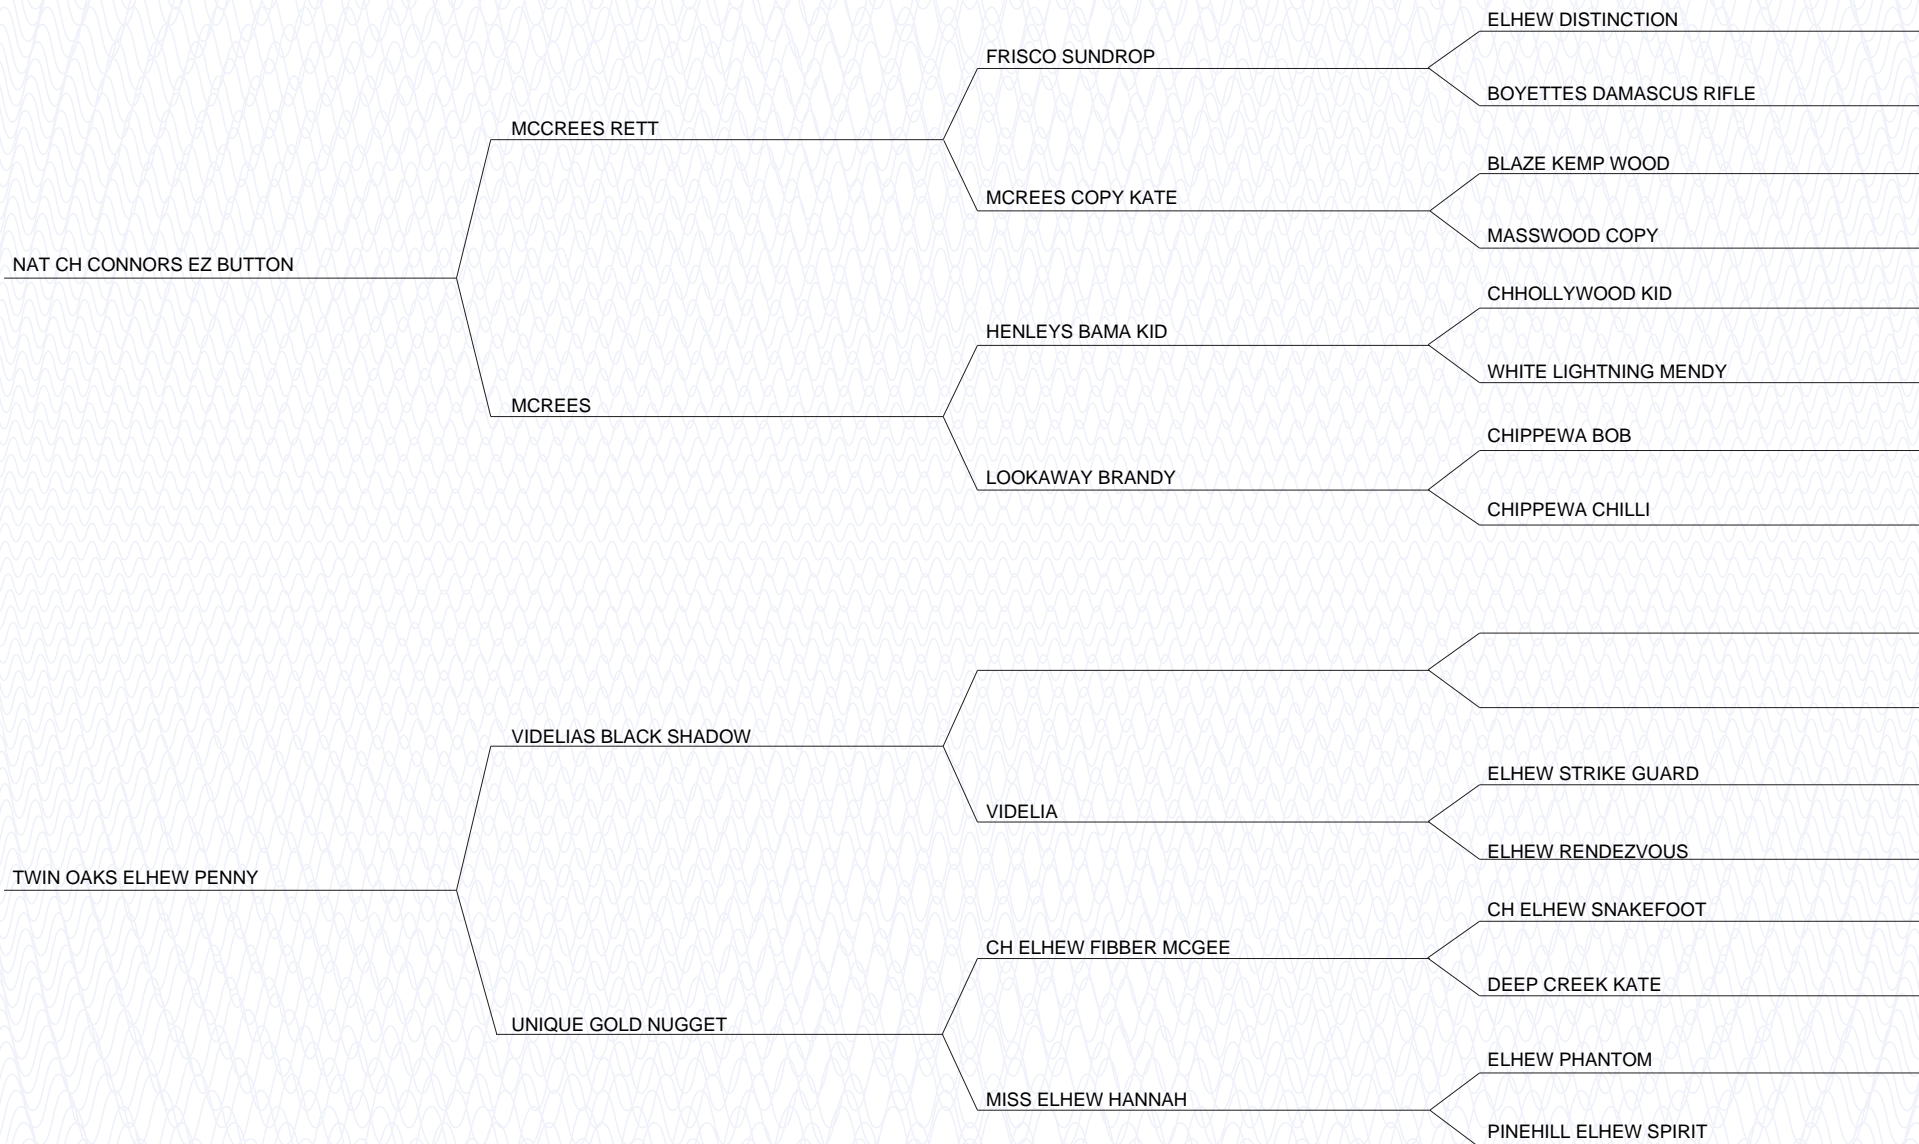 ELHEW DISTINCTION
FRISCO SUNDROP
BOYETTES DAMASCUS RIFLE
MCCREES RETT
BLAZE KEMP WOOD
MCREES COPY KATE
MASSWOOD COPY
NAT CH CONNORS EZ BUTTON
CHHOLLYWOOD KID
HENLEYS BAMA KID
WHITE LIGHTNING MENDY
MCREES
CHIPPEWA BOB
LOOKAWAY BRANDY
CHIPPEWA CHILLI
VIDELIAS BLACK SHADOW
ELHEW STRIKE GUARD
VIDELIA
ELHEW RENDEZVOUS
TWIN OAKS ELHEW PENNY
CH ELHEW SNAKEFOOT
CH ELHEW FIBBER MCGEE
DEEP CREEK KATE
UNIQUE GOLD NUGGET
ELHEW PHANTOM
MISS ELHEW HANNAH
PINEHILL ELHEW SPIRIT